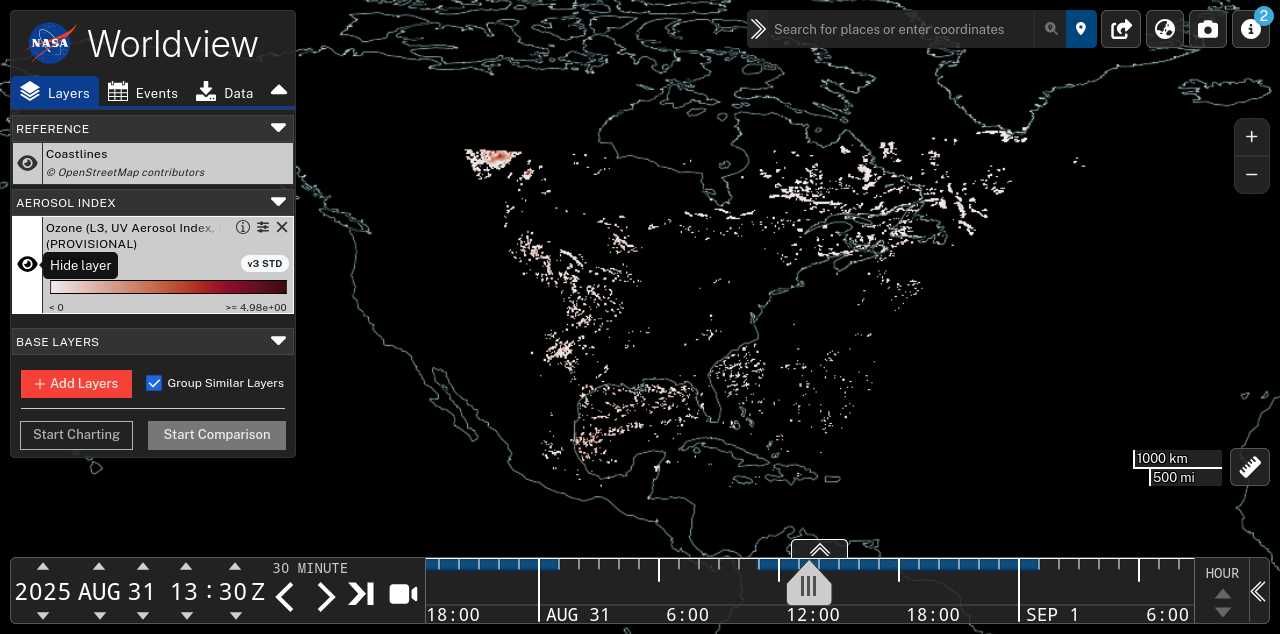 NASA
Worldview
Layers
Events
Data
REFERENCE
Coastlines
© OpenStreetMap contributors
AEROSOL INDEX
Ozone (L3, UV Aerosol Index,
(PROVISIONAL)
Hide layer
v3 STD
< 0
>= 4.98e+00
BASE LAYERS
+ Add Layers
Group Similar Layers
Start Charting
Start Comparison
Search for places or enter coordinates
2
+
−
1000 km
500 mi
2025 AUG 31 13 : 30 Z
30 MINUTE
18:00
AUG 31
6:00
12:00
18:00
SEP 1
6:00
HOUR